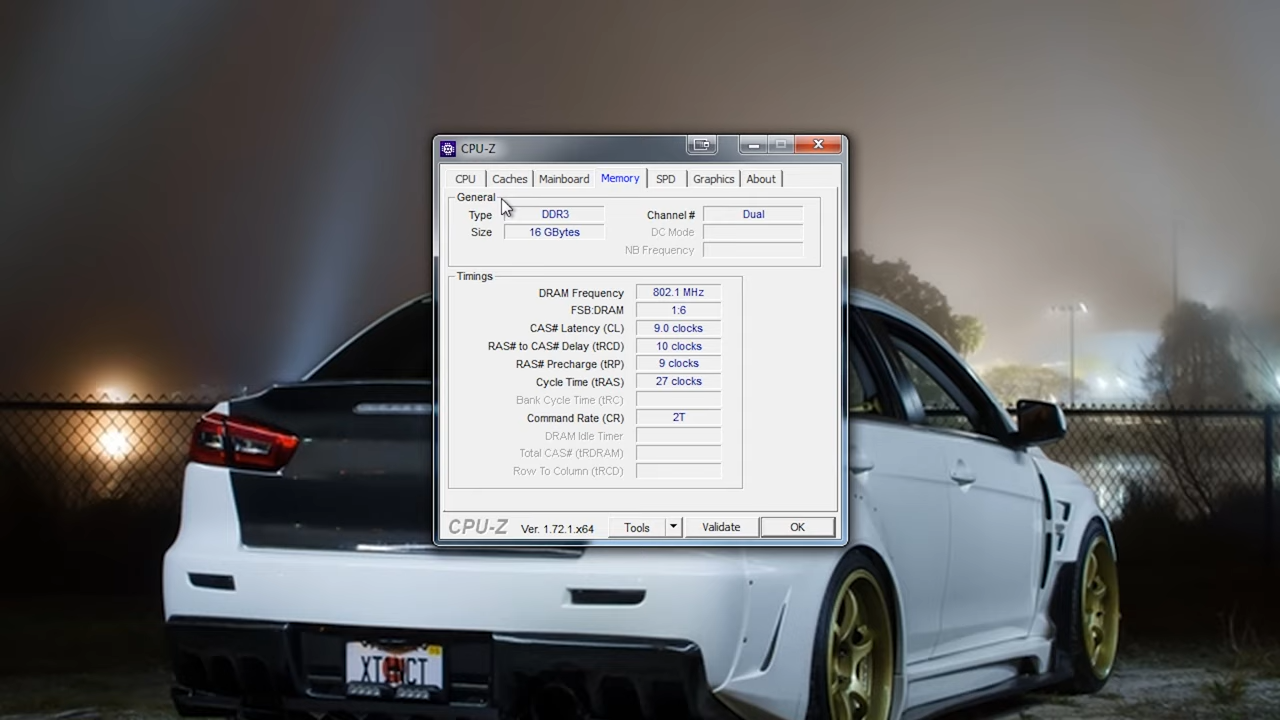 CPU-Z
CPU Caches Mainboard Memory SPD Graphics About
General
Type DDR3 Channel # Dual
Size 16 GBytes DC Mode
NB Frequency
Timings
DRAM Frequency 802.1 MHz
FSB:DRAM 1:6
CAS# Latency (CL) 9.0 clocks
RAS# to CAS# Delay (tRCD) 10 clocks
RAS# Precharge (tRP) 9 clocks
Cycle Time (tRAS) 27 clocks
Bank Cycle Time (tRC)
Command Rate (CR) 2T
DRAM Idle Timer
Total CAS# (tRDRAM)
Row To Column (tRCD)
CPU-Z Ver. 1.72.1.x64 Tools Validate OK